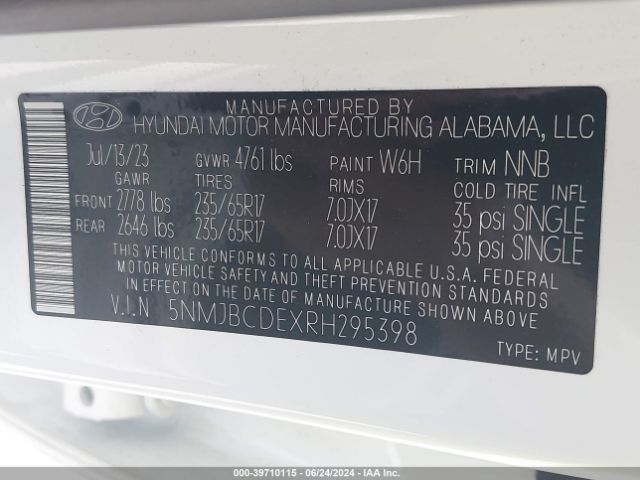 MANUFACTURED BY
HYUNDAI MOTOR MANUFACTURING ALABAMA, LLC
Jul/13/23 GVWR 4761 lbs PAINT W6H TRIM NNB
GAWR TIRES RIMS COLD TIRE INFL
FRONT 2778 lbs 235/65R17 7.0JX17 35 psi SINGLE
REAR 2646 lbs 235/65R17 7.0JX17 35 psi SINGLE
THIS VEHICLE CONFORMS TO ALL APPLICABLE U.S.A. FEDERAL
MOTOR VEHICLE SAFETY AND THEFT PREVENTION STANDARDS
IN EFFECT ON THE DATE OF MANUFACTURE SHOWN ABOVE
V.I.N 5NMJBCDEXRH295398
TYPE: MPV
000-39710115 - 06/24/2024 - IAA Inc.